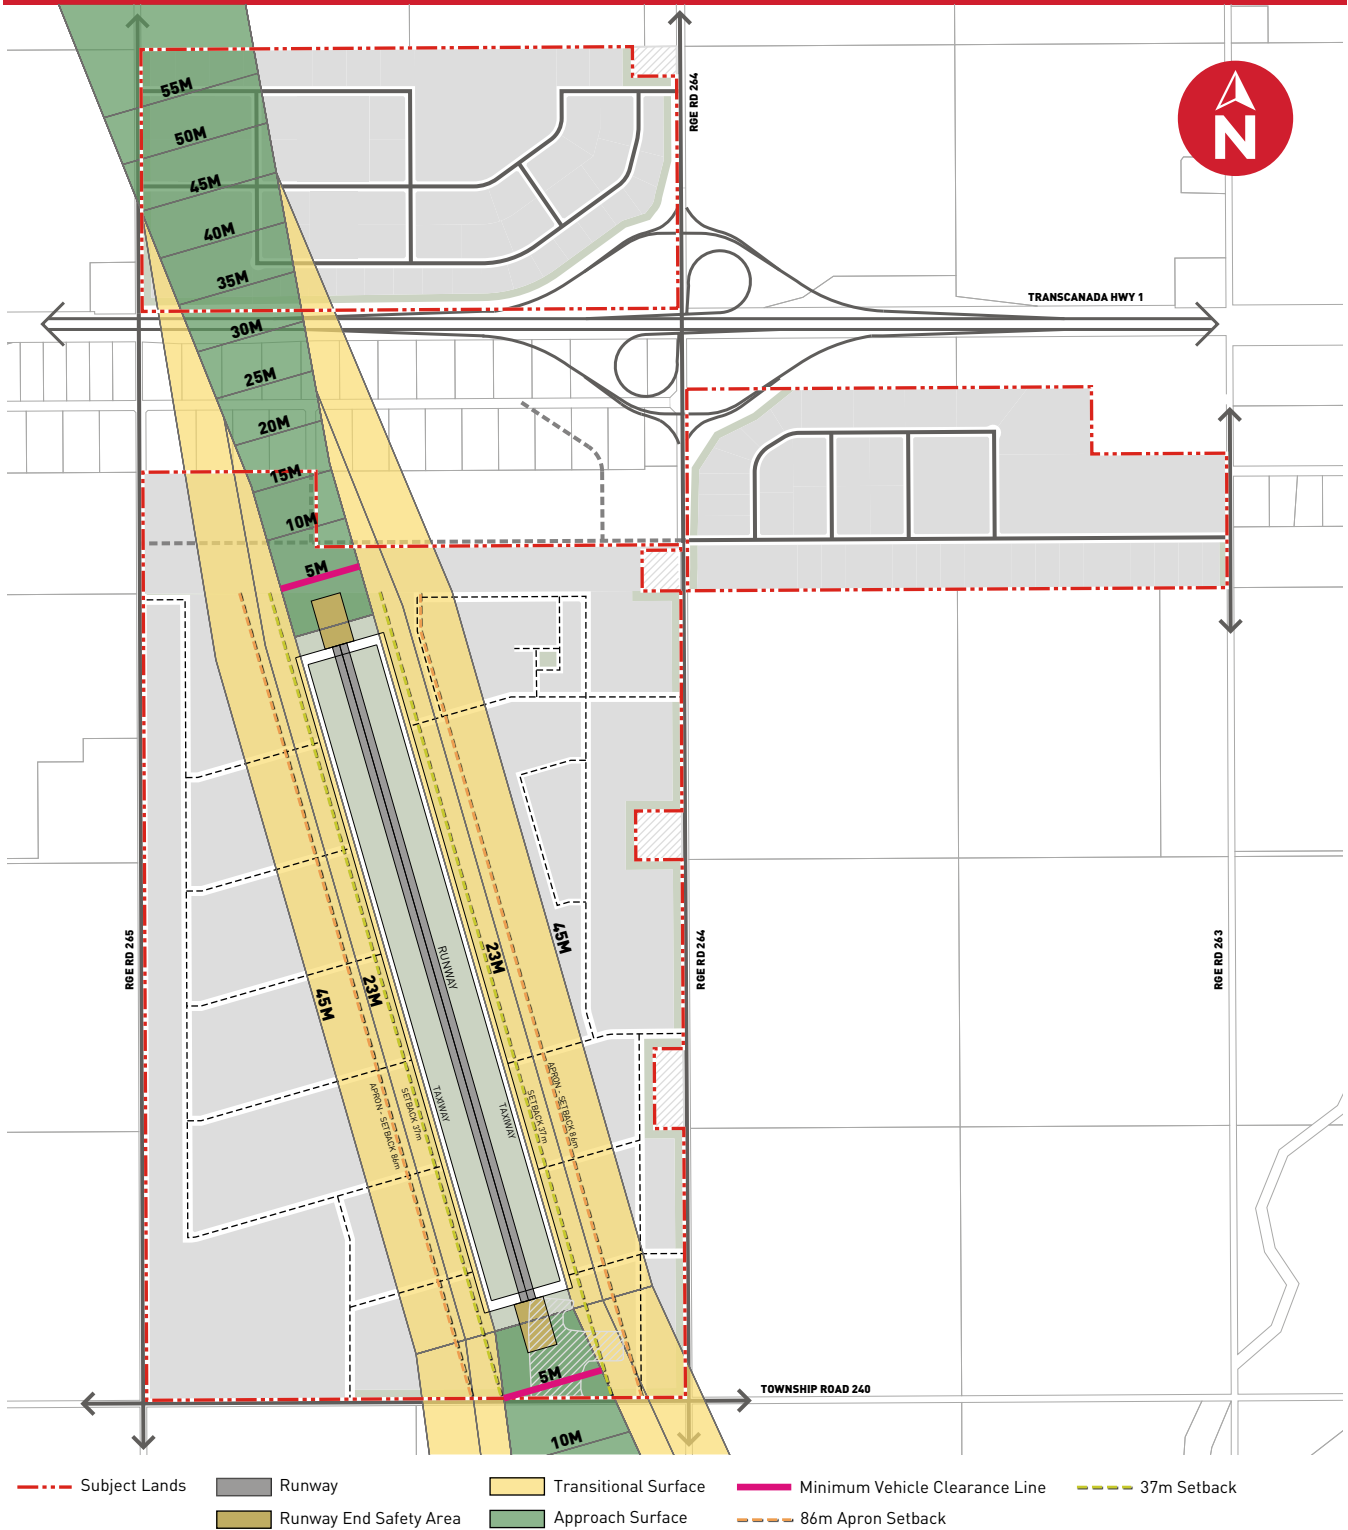 55M
50M
45M
40M
35M
30M
25M
20M
15M
10M
5M
RGE RD 264
N
TRANSCANADA HWY 1
RGE RD 265
RGE RD 264
RGE RD 263
45M
23M
RUNWAY
23M
45M
APRON - SETBACK 86m
SETBACK 37m
TAXIWAY
TAXIWAY
SETBACK 37m
APRON - SETBACK 86m
5M
10M
TOWNSHIP ROAD 240
Subject Lands
Runway
Transitional Surface
Minimum Vehicle Clearance Line
37m Setback
Runway End Safety Area
Approach Surface
86m Apron Setback